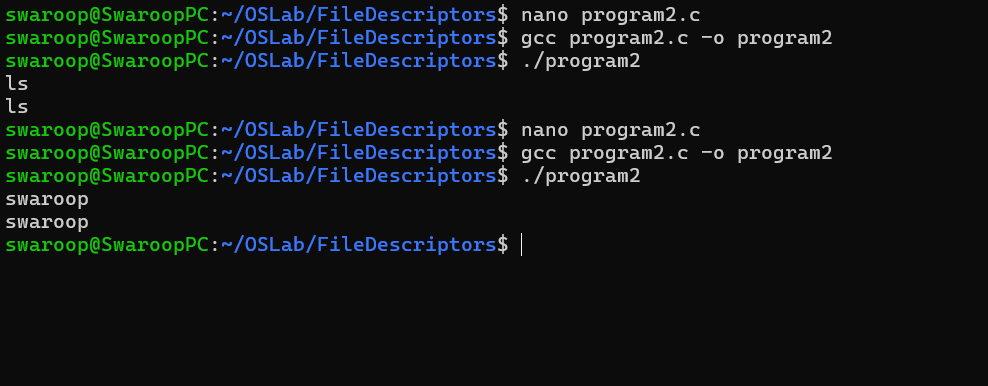 swaroop@SwaroopPC:~/OSLab/FileDescriptors$ nano program2.c
swaroop@SwaroopPC:~/OSLab/FileDescriptors$ gcc program2.c -o program2
swaroop@SwaroopPC:~/OSLab/FileDescriptors$ ./program2
ls
ls
swaroop@SwaroopPC:~/OSLab/FileDescriptors$ nano program2.c
swaroop@SwaroopPC:~/OSLab/FileDescriptors$ gcc program2.c -o program2
swaroop@SwaroopPC:~/OSLab/FileDescriptors$ ./program2
swaroop
swaroop
swaroop@SwaroopPC:~/OSLab/FileDescriptors$